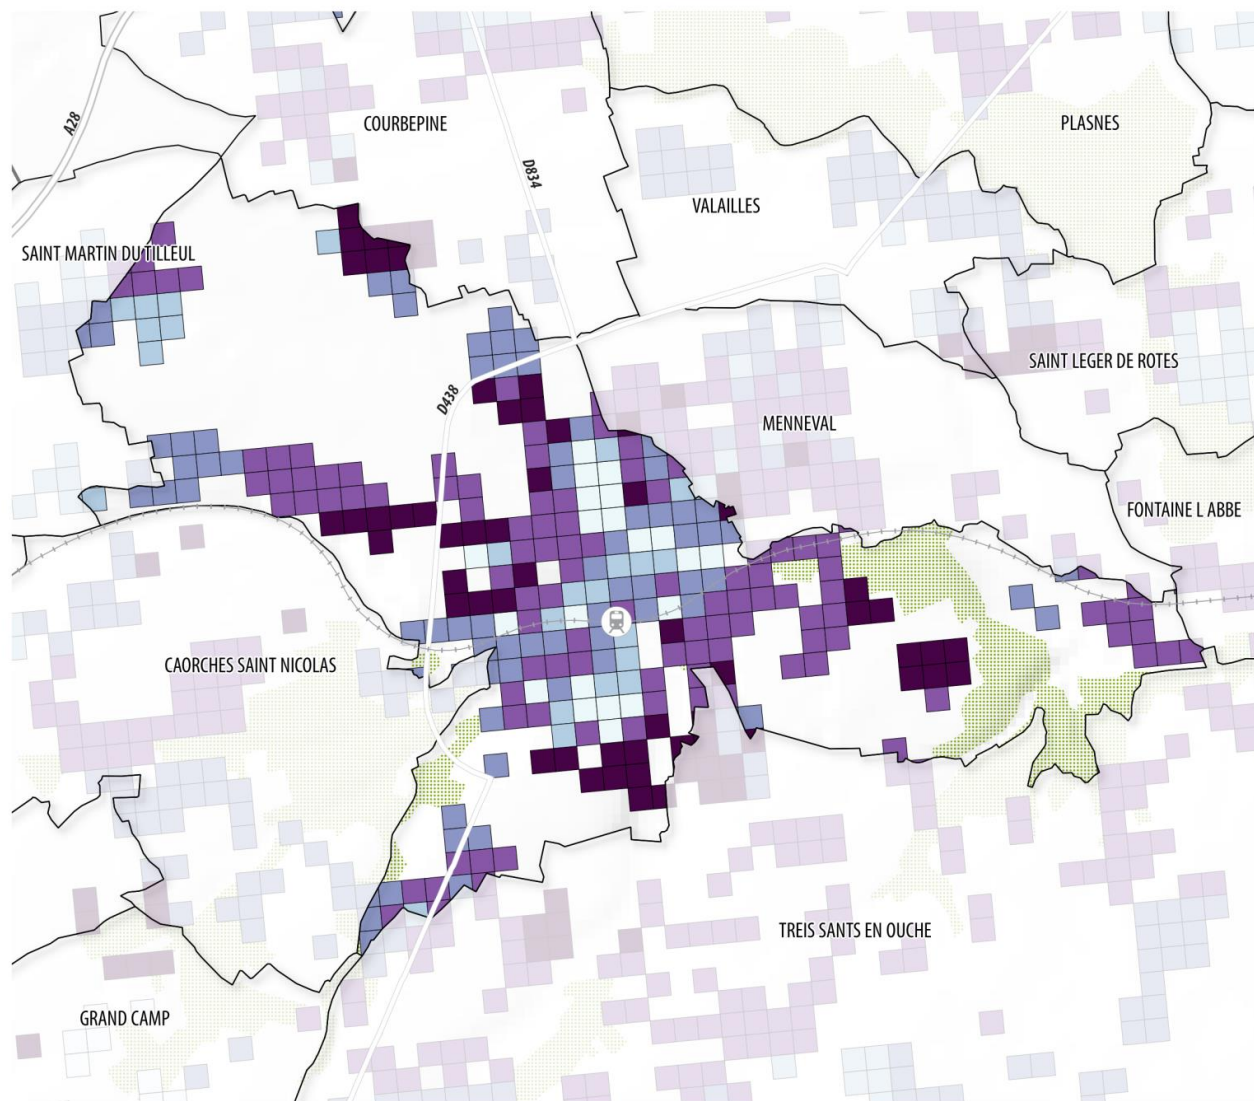 A28
COURBEPINE
PLASNES
D834
VALAILLES
SAINT MARTIN DU TILLEUL
SAINT LEGER DE ROTES
D438
MENNEVAL
FONTAINE L ABBE
CAORCHES SAINT NICOLAS
TREIS SANTS EN OUCHE
GRAND CAMP